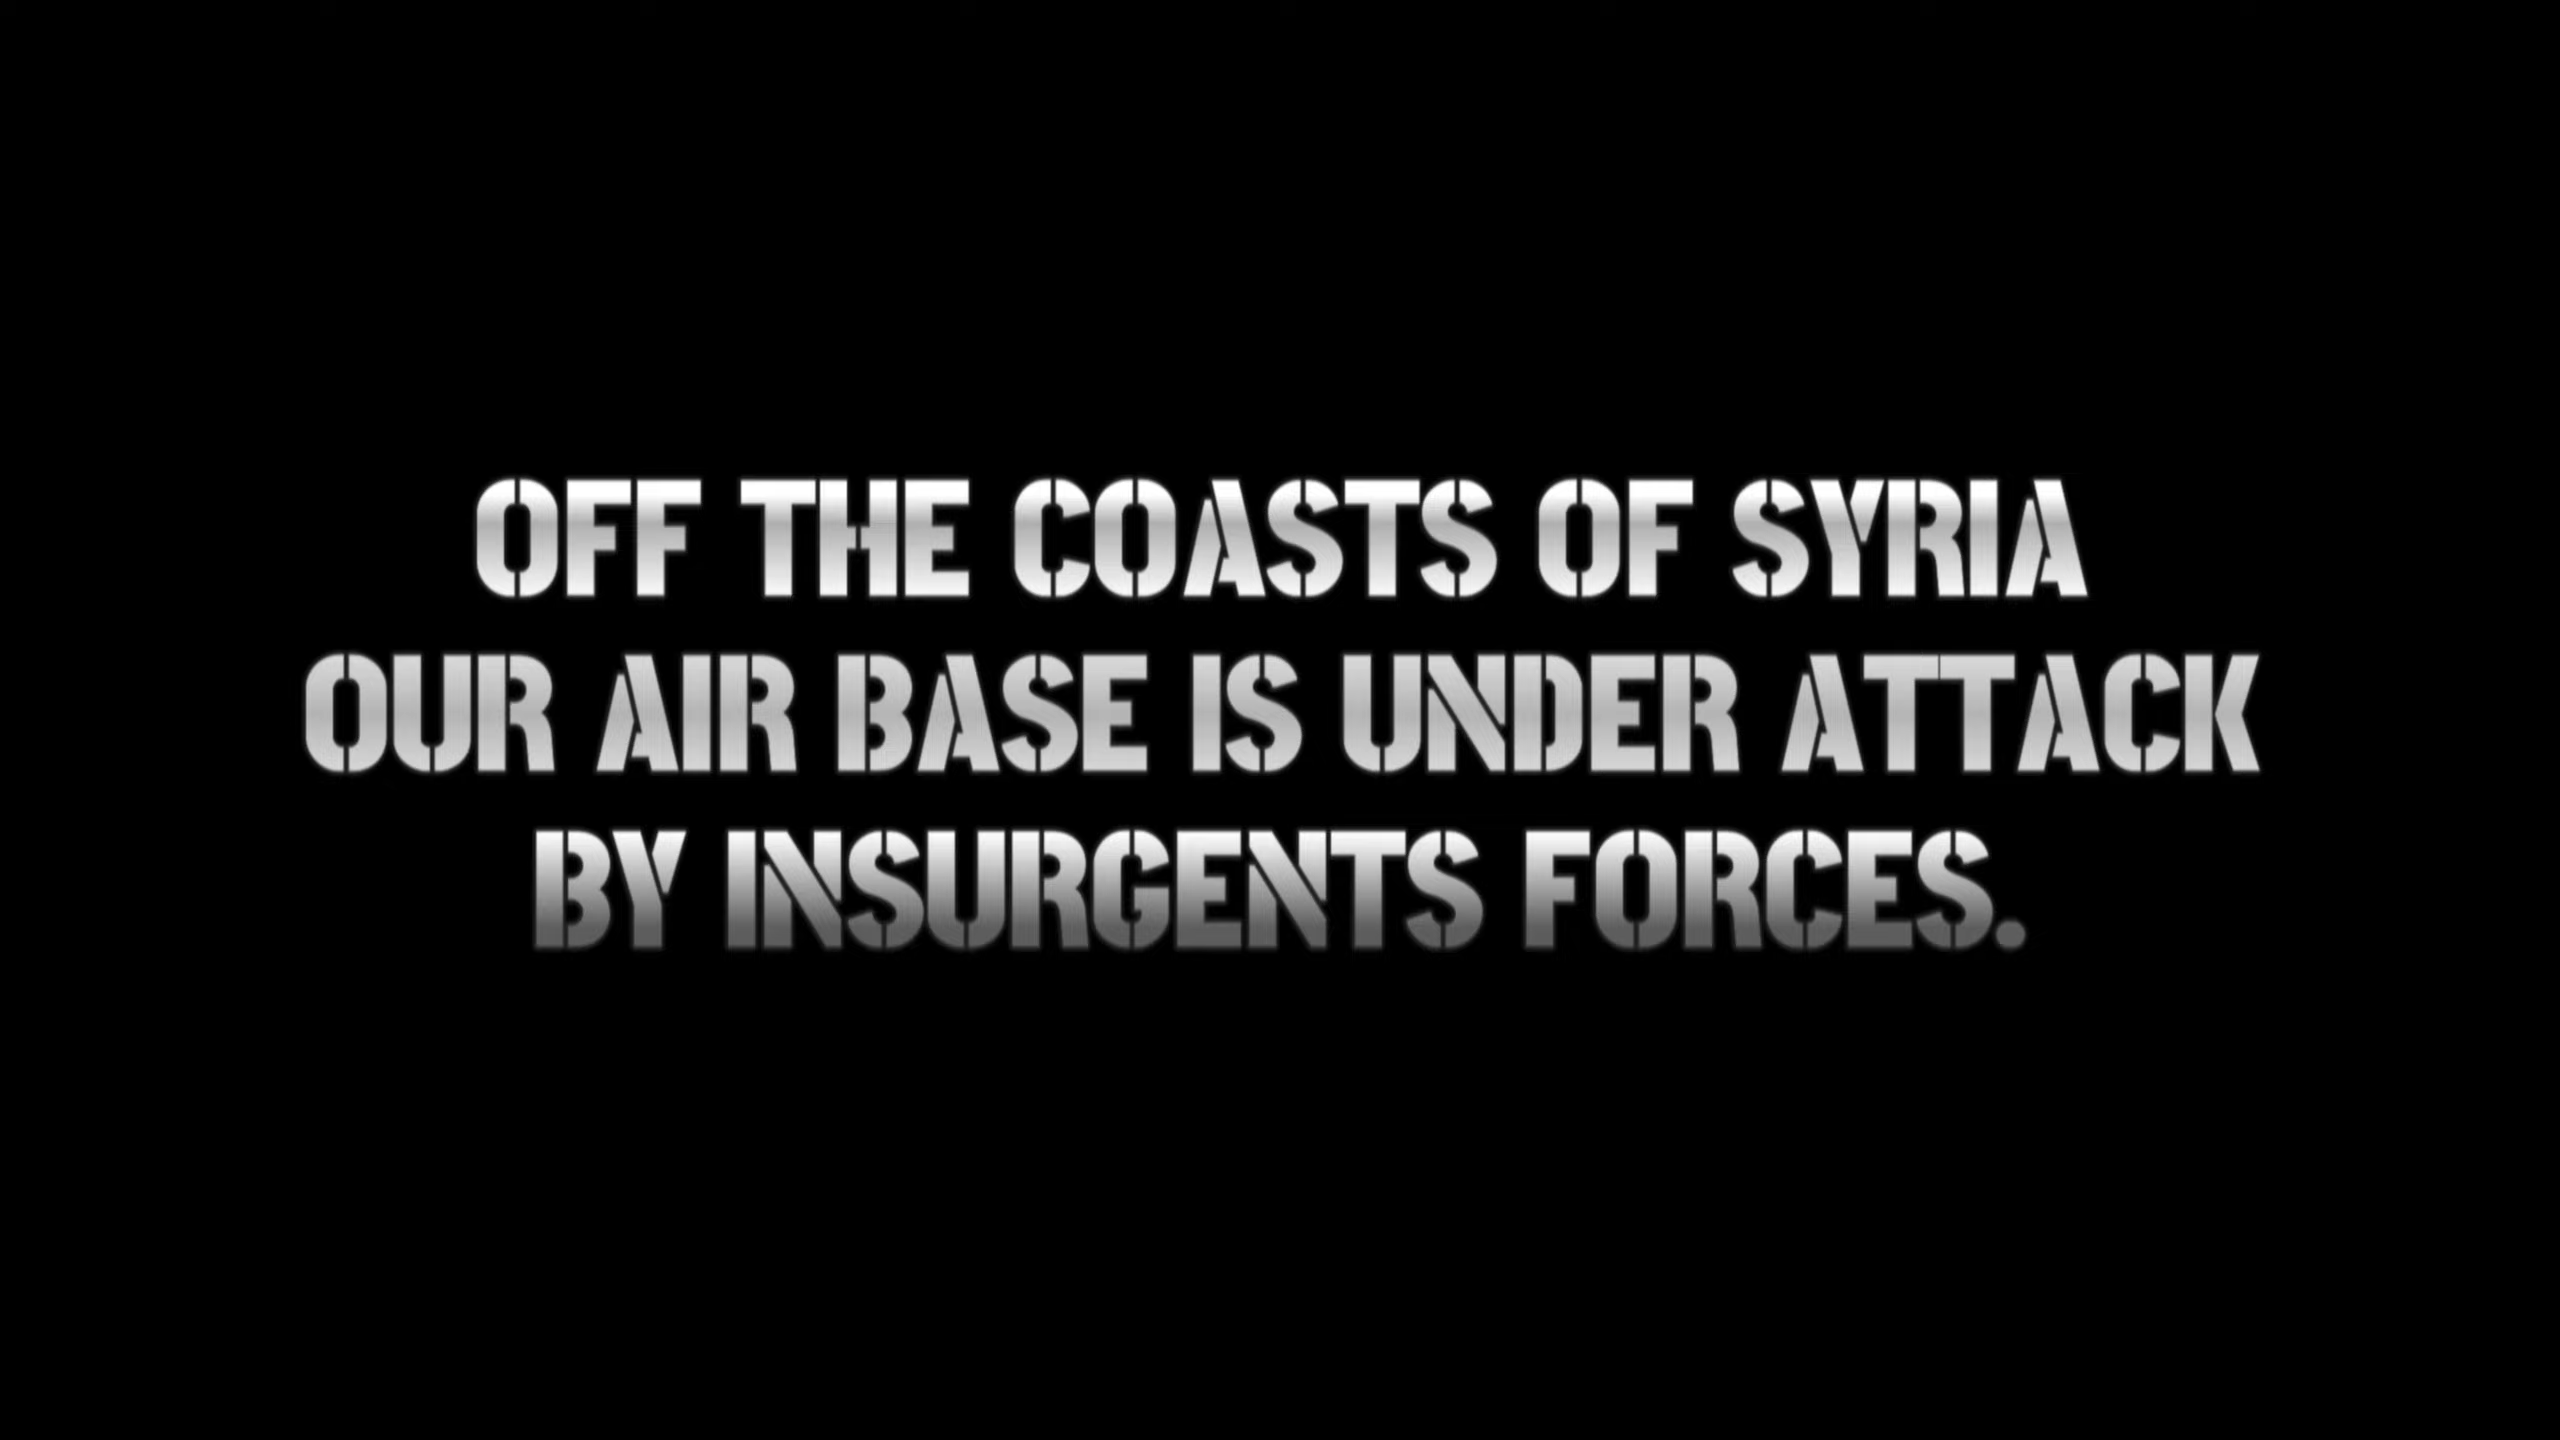 OFF THE COASTS OF SYRIA
OUR AIR BASE IS UNDER ATTACK
BY INSURGENTS FORCES.